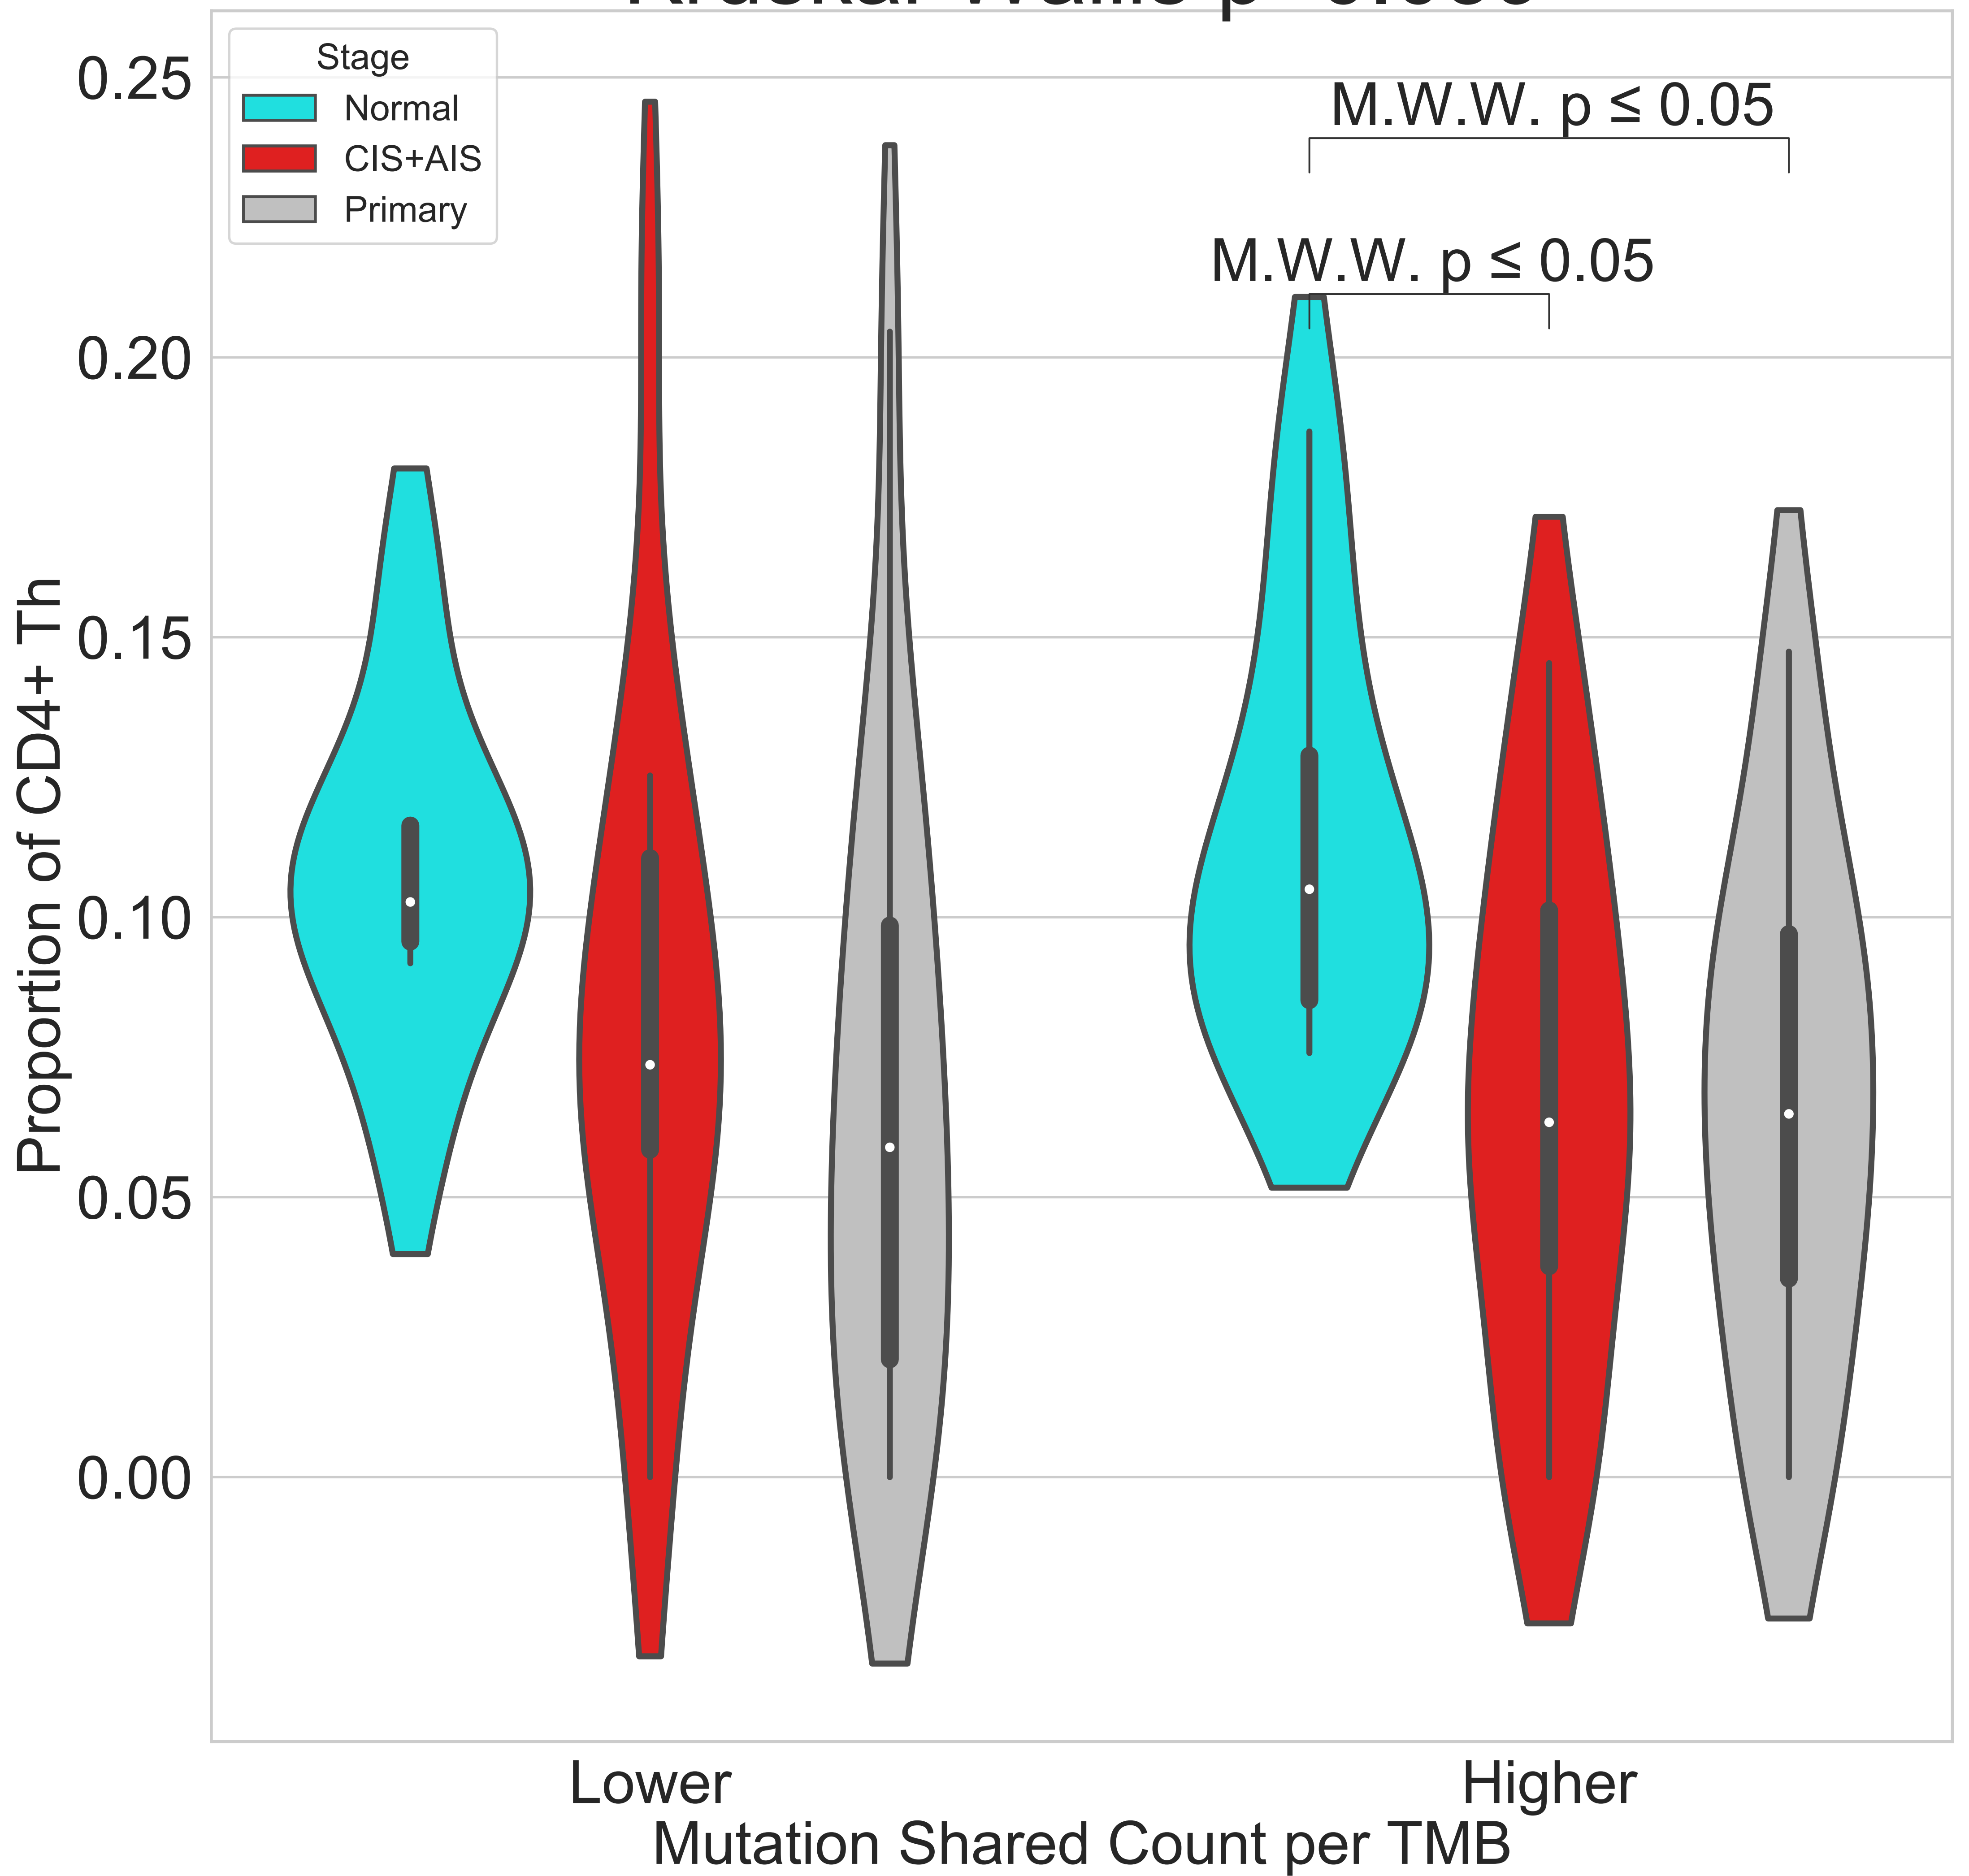 Stage
Normal
CIS+AIS
Primary
M.W.W. p ≤ 0.05
M.W.W. p ≤ 0.05
0.25
0.20
0.15
0.10
0.05
0.00
Proportion of CD4+ Th
Lower
Higher
Mutation Shared Count per TMB